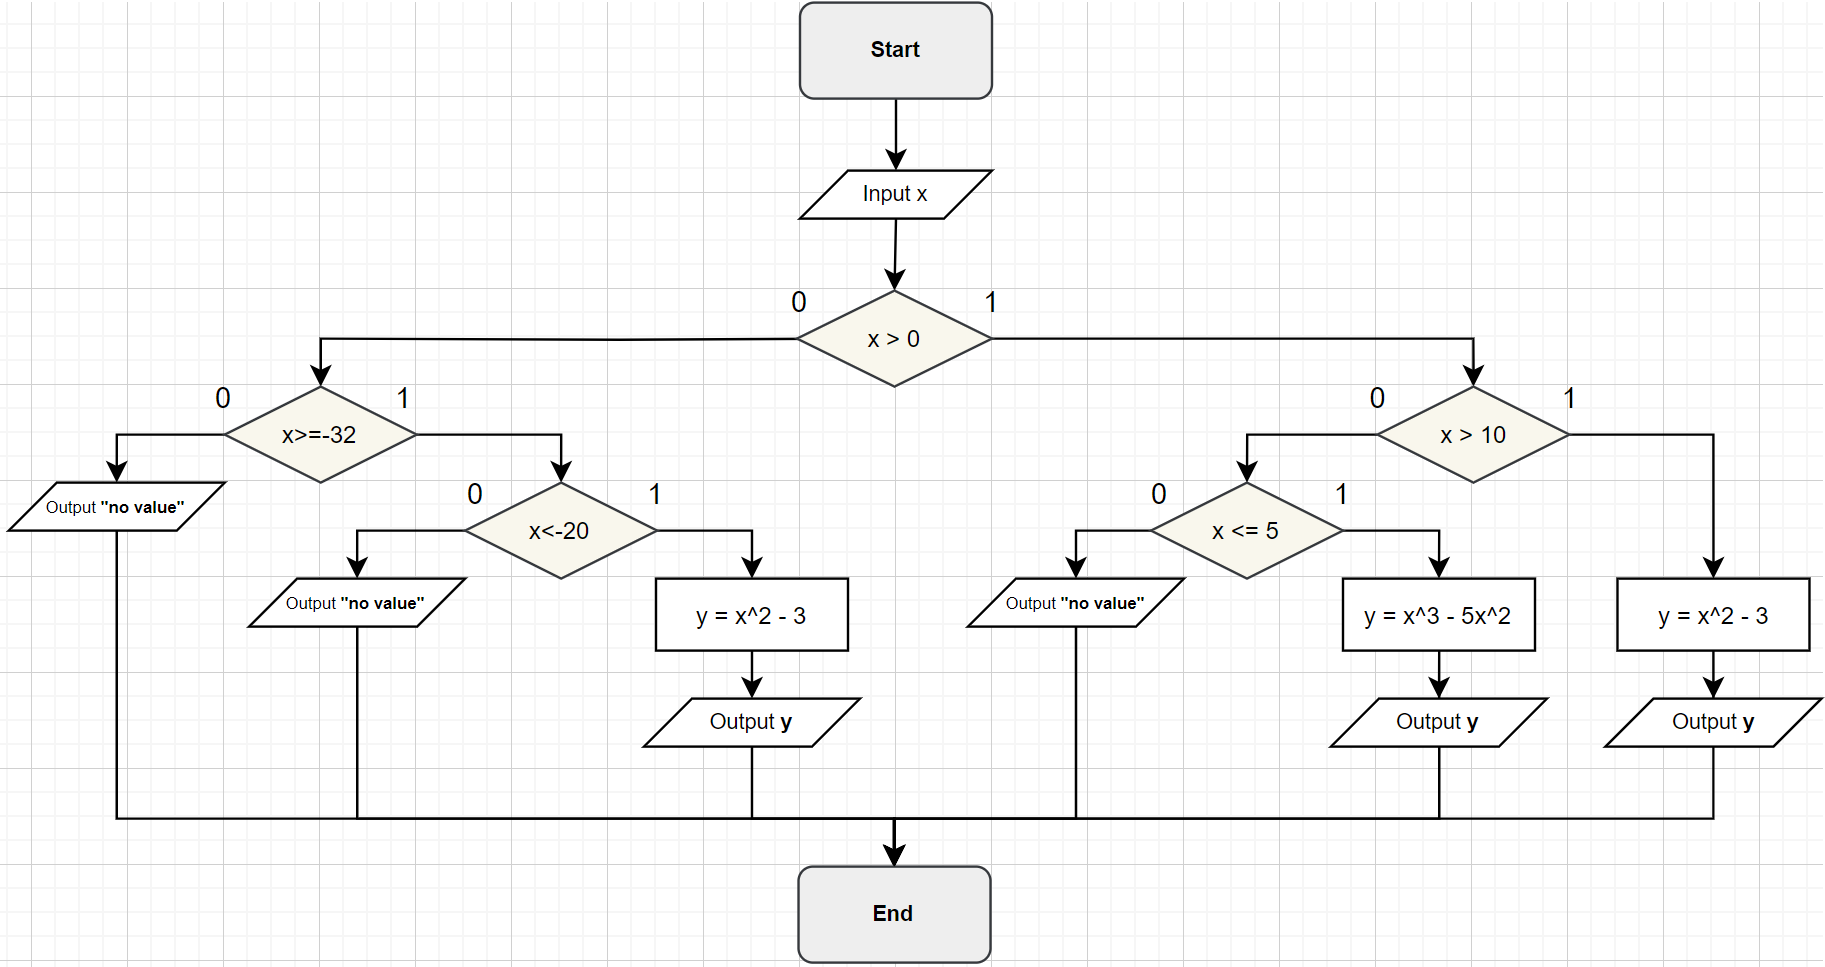 Start
Input x
0
1
x > 0
0
1
0
1
x>=-32
x > 10
0
1
0
1
Output "no value"
x<-20
x <= 5
Output "no value"
y = x^2 - 3
Output "no value"
y = x^3 - 5x^2
y = x^2 - 3
Output y
Output y
Output y
End